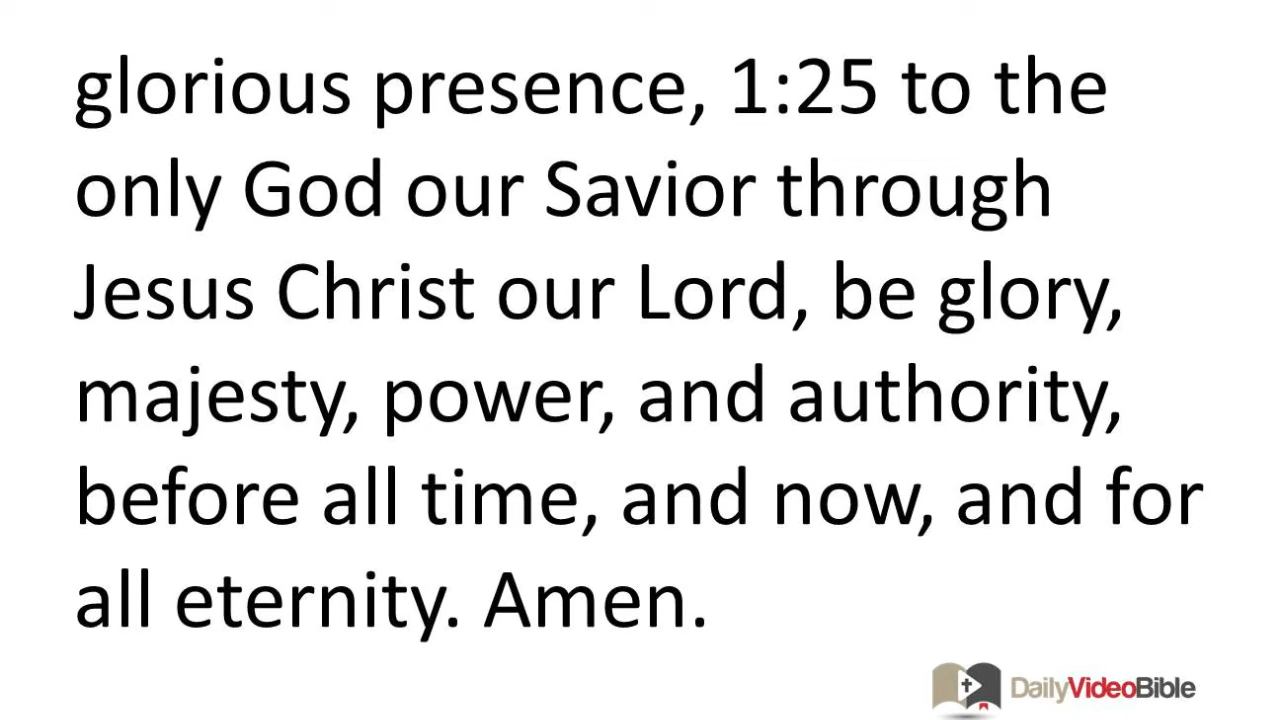 glorious presence, 1:25 to the
only God our Savior through
Jesus Christ our Lord, be glory,
majesty, power, and authority,
before all time, and now, and for
all eternity. Amen.
DailyVideoBible